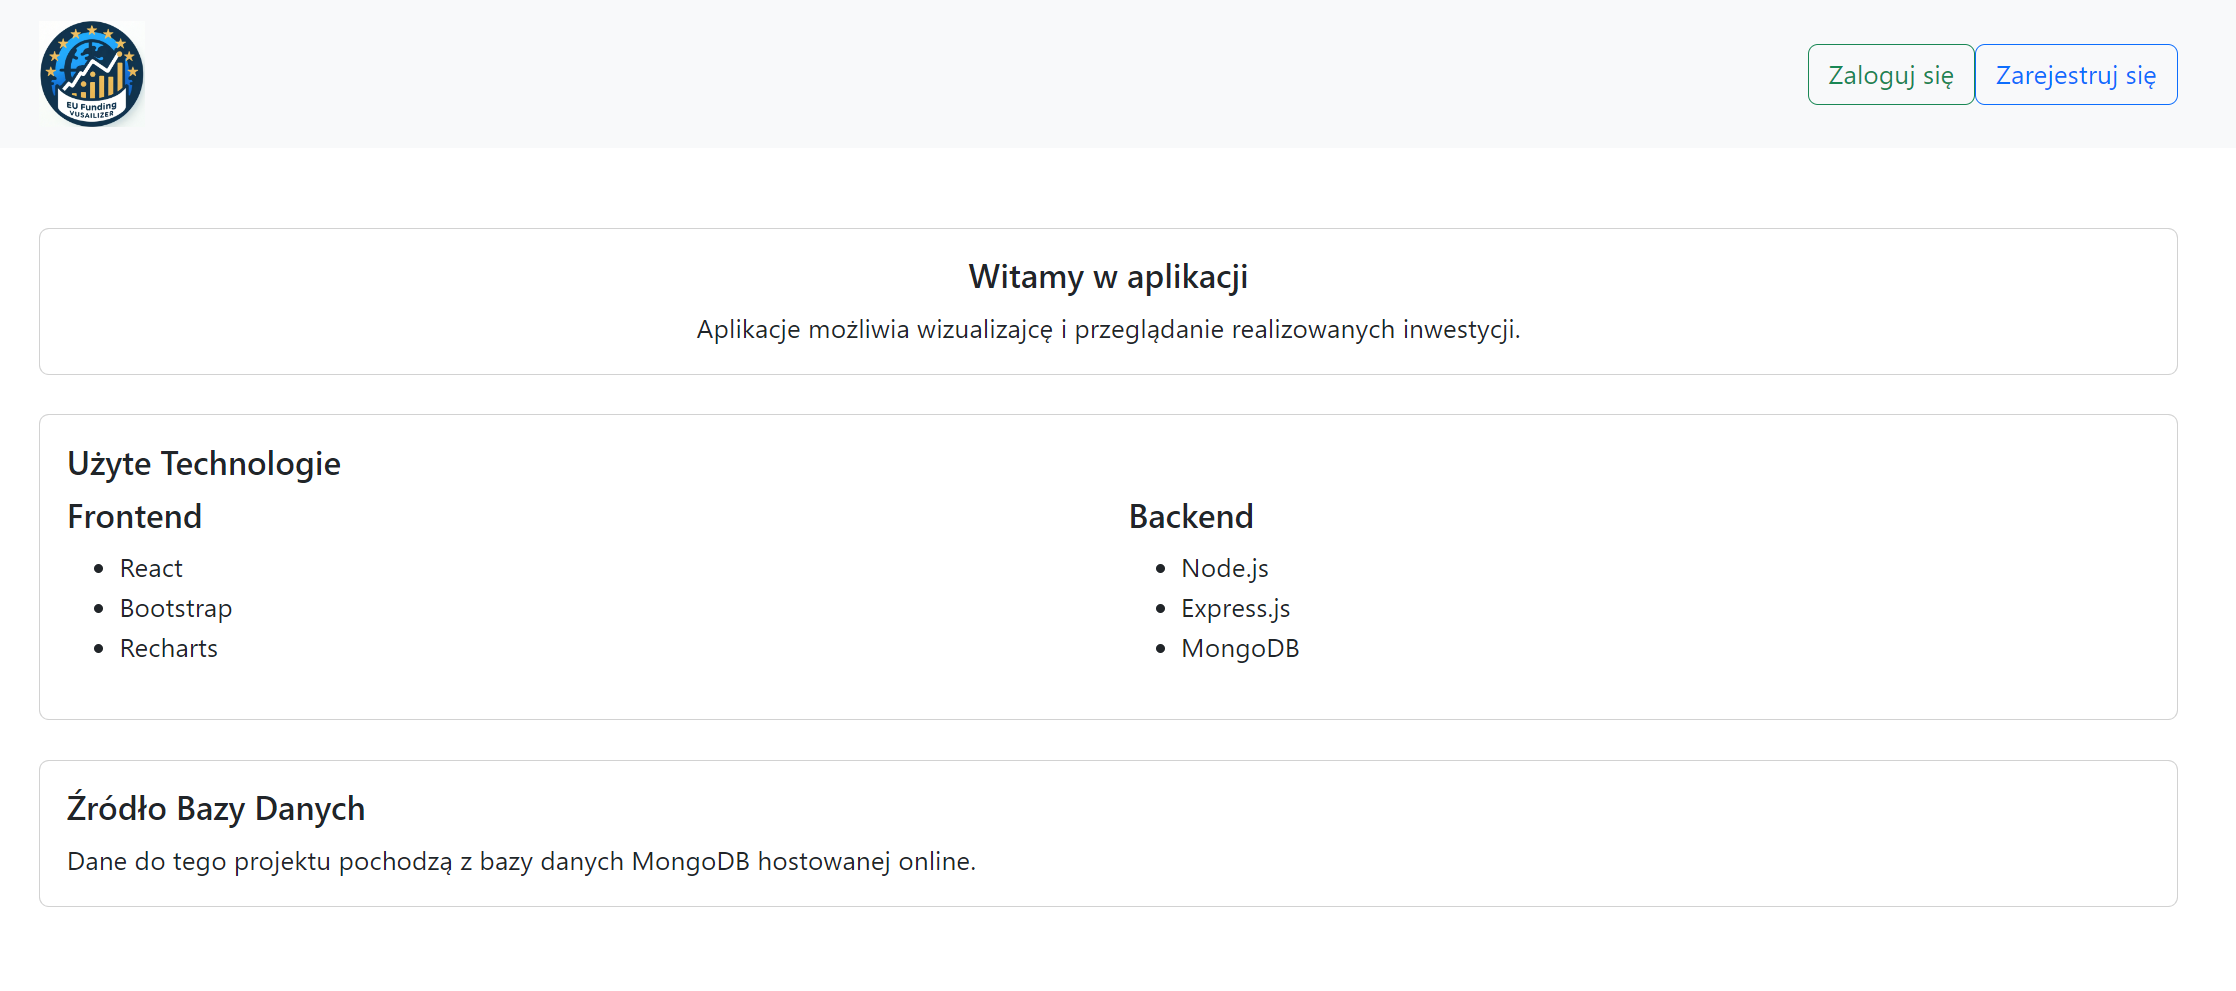 EU Funding
VUSAILIZER
Zaloguj się
Zarejestruj się
Witamy w aplikacji
Aplikacje możliwia wizualizajcę i przeglądanie realizowanych inwestycji.
Użyte Technologie
Frontend
React
Bootstrap
Recharts
Backend
Node.js
Express.js
MongoDB
Źródło Bazy Danych
Dane do tego projektu pochodzą z bazy danych MongoDB hostowanej online.